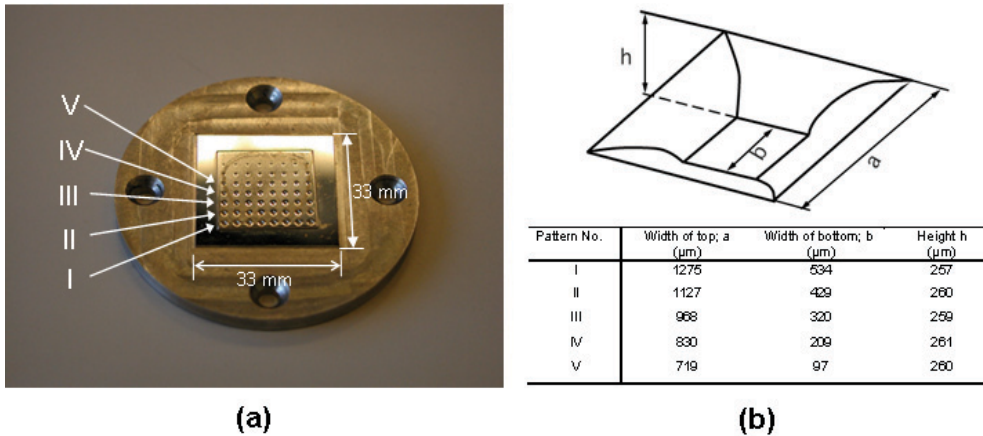 V
IV
III
II
I
33 mm
33 mm
(a)
h
b
a
Pattern No. Width of top; a (µm) Width of bottom; b (µm) Height h (µm)
I 1275 534 257
II 1127 429 260
III 968 320 259
IV 830 209 261
V 719 97 260
(b)